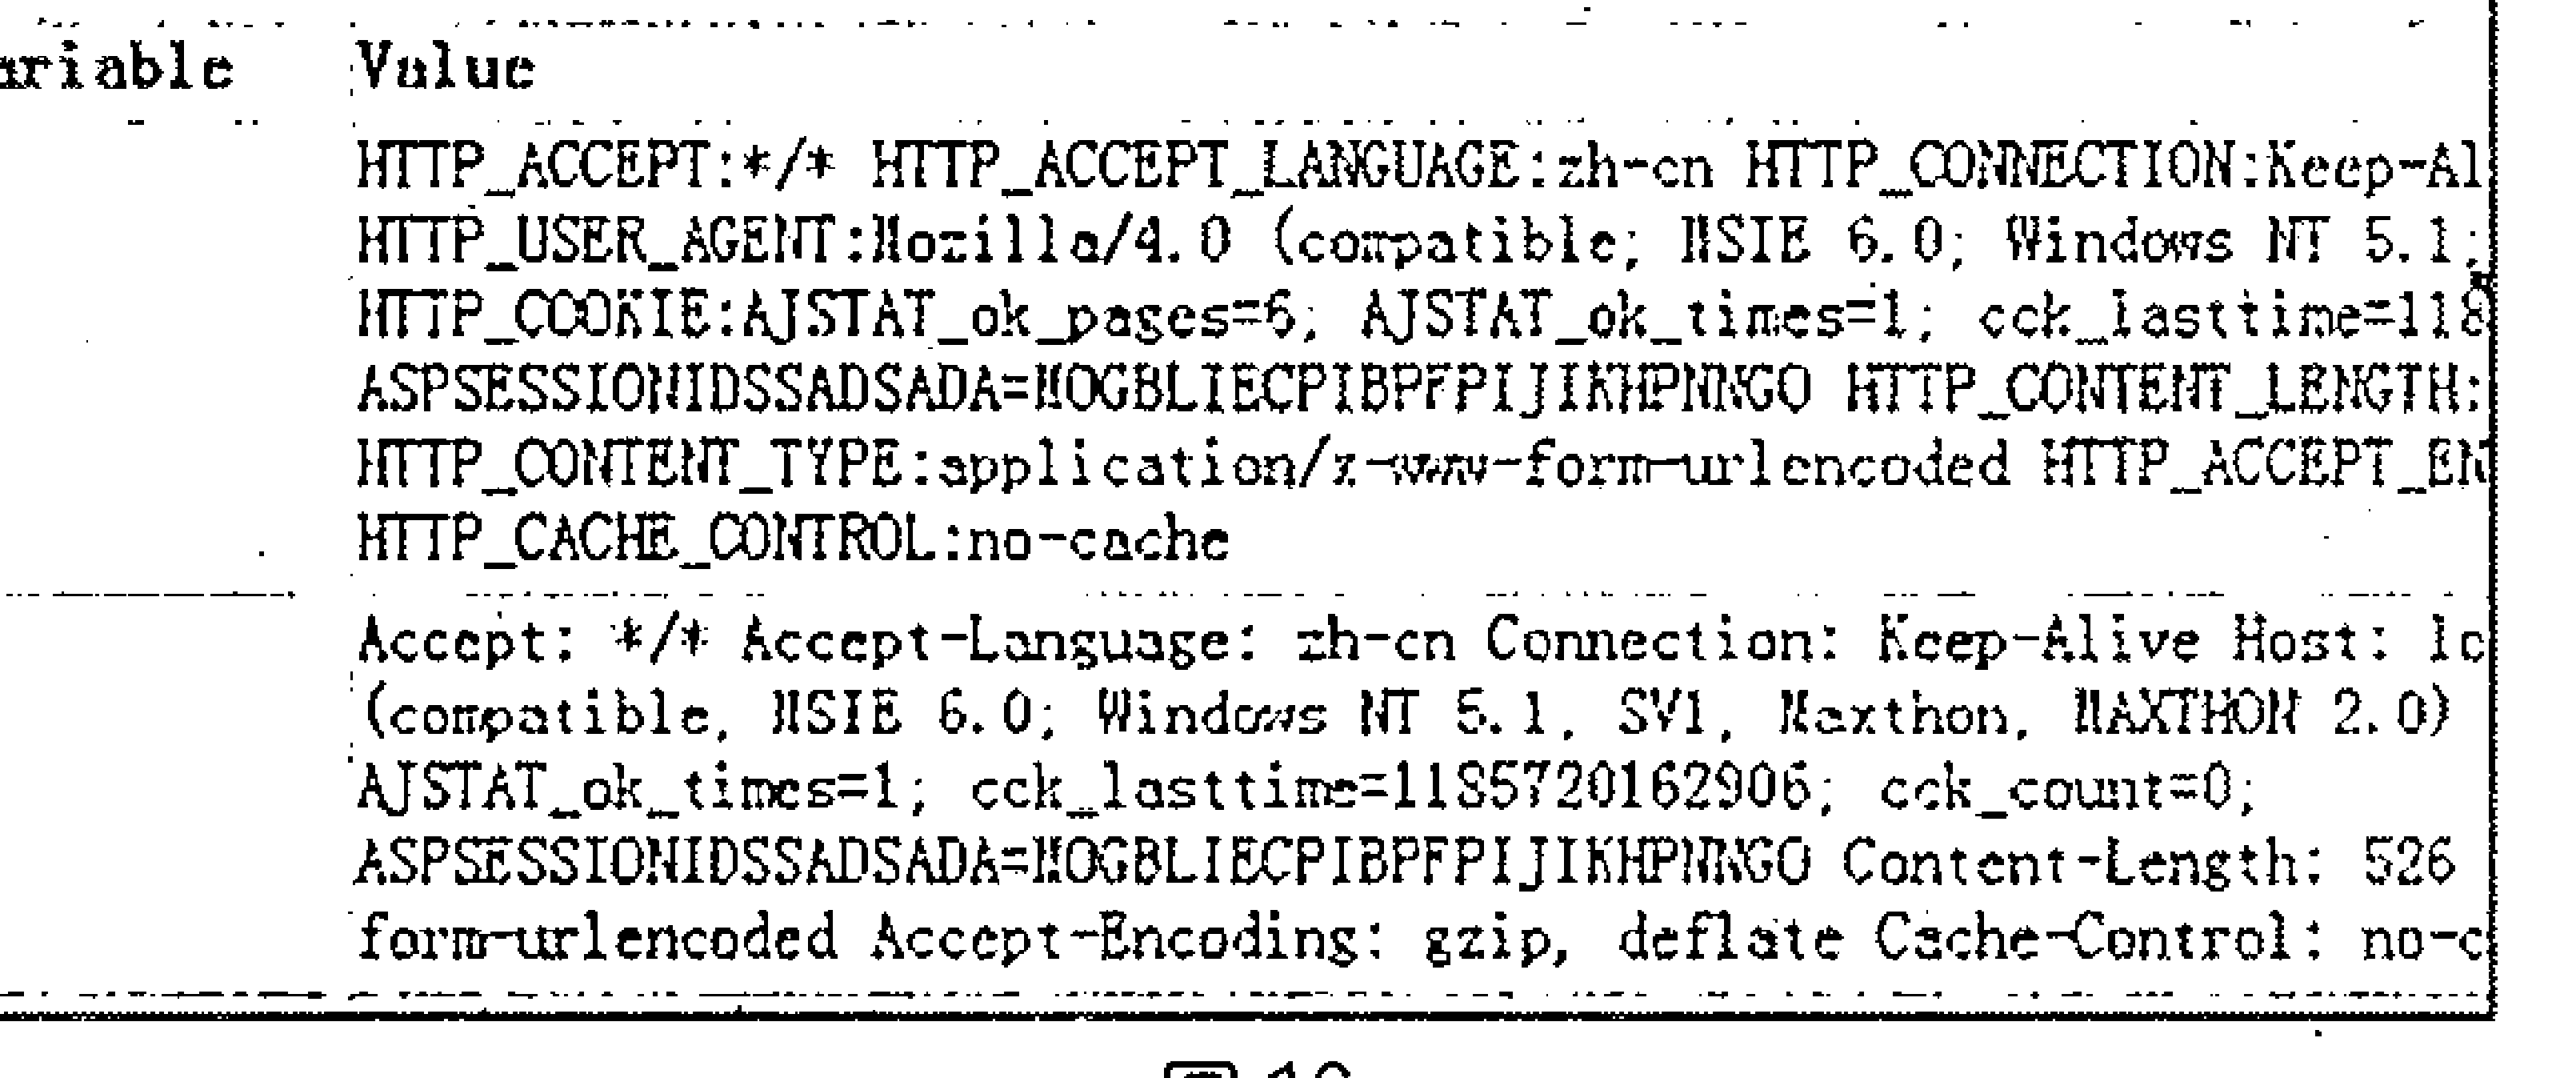 ariable Value
HTTP_ACCEPT:*/* HTTP_ACCEPT_LANGUAGE:zh-cn HTTP_CONNECTION:Keep-Al
HTTP_USER_AGENT:Mozilla/4.0 (compatible; MSIE 6.0; Windows NT 5.1;
HTTP_COOKIE:AJSTAT_ok_pages=6; AJSTAT_ok_times=1; cck_lasttime=118
ASPSESSIONIDSSADSADA=MOGBLIECPIBPFPIJIKHPNNGO HTTP_CONTENT_LENGTH:
HTTP_CONTENT_TYPE:application/x-www-form-urlencoded HTTP_ACCEPT_EN
HTTP_CACHE_CONTROL:no-cache
Accept: */* Accept-Language: zh-cn Connection: Keep-Alive Host: lo
(compatible; MSIE 6.0; Windows NT 5.1; SV1; Maxthon; MAXTHON 2.0)
AJSTAT_ok_times=1; cck_lasttime=1185720162906; cck_count=0;
ASPSESSIONIDSSADSADA=MOGBLIECPIBPFPIJIKHPNNGO Content-Length: 526
form-urlencoded Accept-Encoding: gzip, deflate Cache-Control: no-c